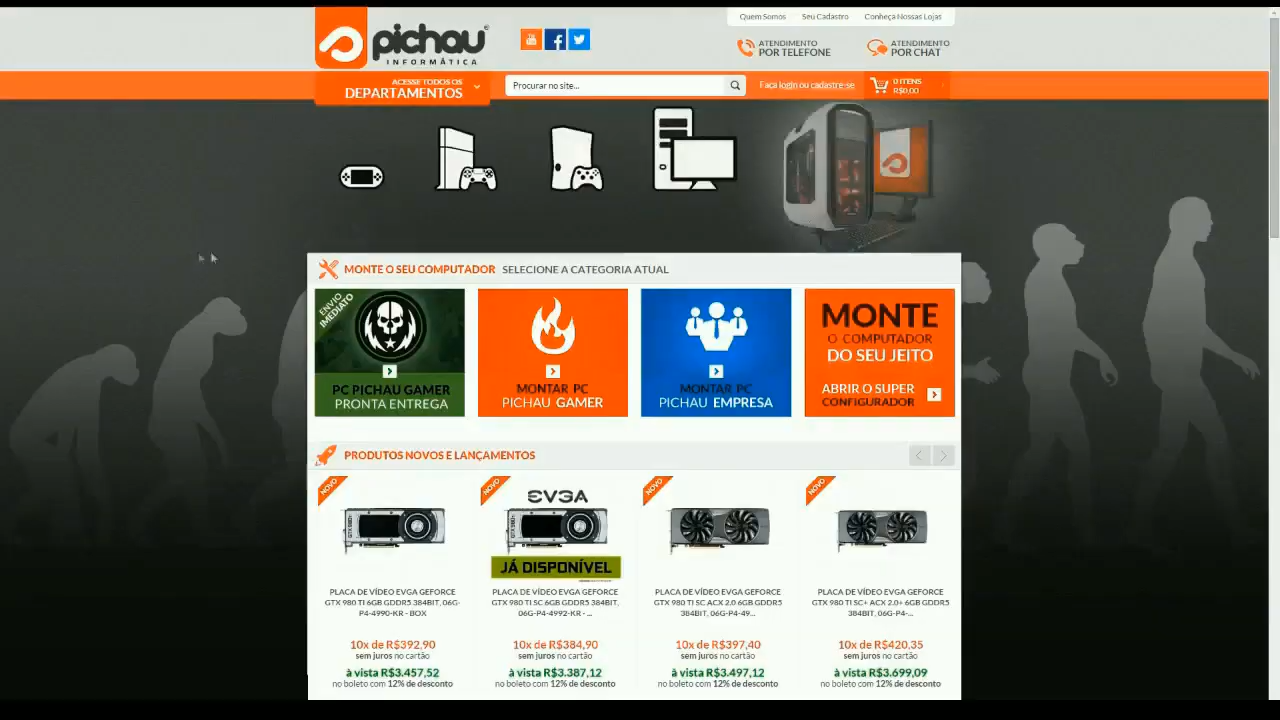 Quem Somos
Seu Cadastro
Conheça Nossas Lojas
pichau
INFORMÁTICA
You
ATENDIMENTO
POR TELEFONE
ATENDIMENTO
POR CHAT
ACESSE TODOS OS
DEPARTAMENTOS
Procurar no site...
Faça login ou cadastre-se
0 ITENS
R$0,00
MONTE O SEU COMPUTADOR SELECIONE A CATEGORIA ATUAL
ENVIO
IMEDIATO
PC PICHAU GAMER
PRONTA ENTREGA
MONTAR PC
PICHAU GAMER
MONTAR PC
PICHAU EMPRESA
MONTE
O COMPUTADOR
DO SEU JEITO
ABRIR O SUPER
CONFIGURADOR
PRODUTOS NOVOS E LANÇAMENTOS
NOVO
PLACA DE VÍDEO EVGA GEFORCE
GTX 980 TI 6GB GDDR5 384BIT, 06G-
P4-4990-KR - BOX
10x de R$392,90
sem juros no cartão
à vista R$3.457,52
no boleto com 12% de desconto
NOVO
EVGA
JÁ DISPONÍVEL
PLACA DE VÍDEO EVGA GEFORCE
GTX 980 TI SC 6GB GDDR5 384BIT,
06G-P4-4992-KR - ...
10x de R$384,90
sem juros no cartão
à vista R$3.387,12
no boleto com 12% de desconto
NOVO
PLACA DE VÍDEO EVGA GEFORCE
GTX 980 TI SC ACX 2.0 6GB GDDR5
384BIT, 06G-P4-49...
10x de R$397,40
sem juros no cartão
à vista R$3.497,12
no boleto com 12% de desconto
NOVO
PLACA DE VÍDEO EVGA GEFORCE
GTX 980 TI SC+ ACX 2.0+ 6GB GDDR5
384BIT, 06G-P4-...
10x de R$420,35
sem juros no cartão
à vista R$3.699,09
no boleto com 12% de desconto